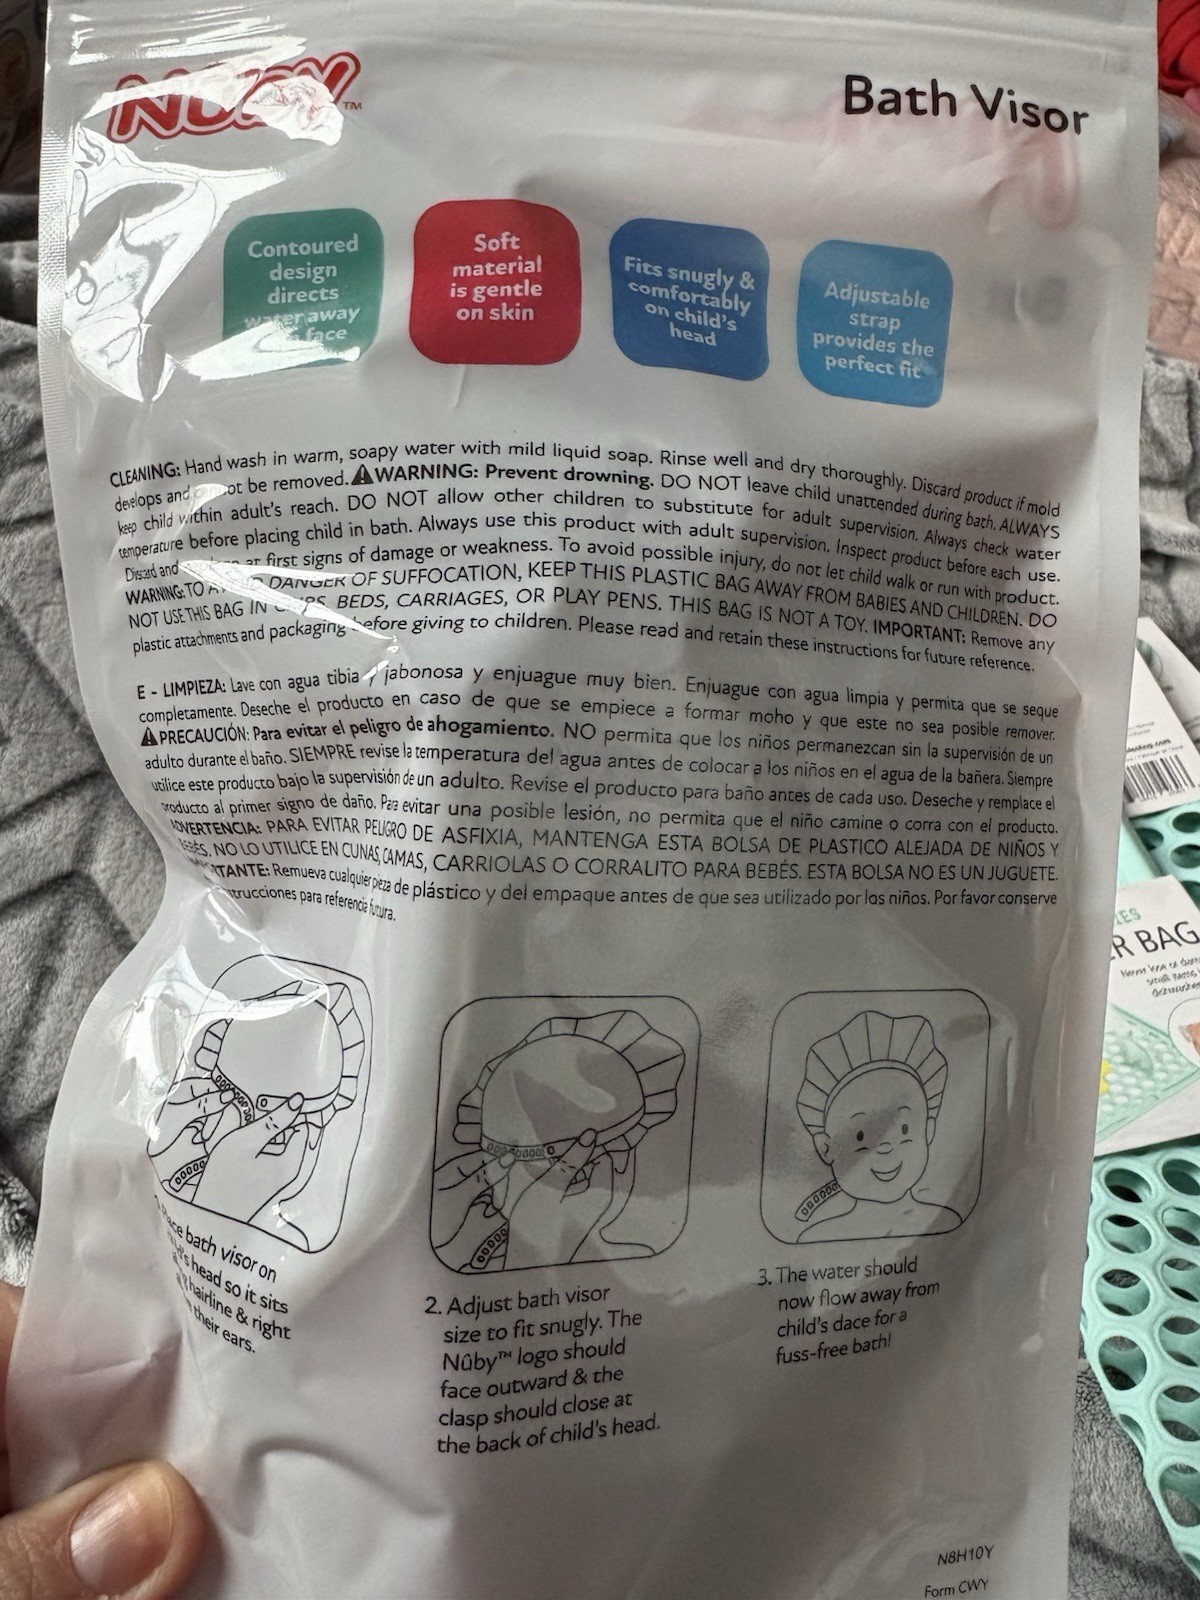 NÛBY™
Bath Visor
Contoured
design
directs
water away
face
Soft
material
is gentle
on skin
Fits snugly &
comfortably
on child's
head
Adjustable
strap
provides the
perfect fit
CLEANING: Hand wash in warm, soapy water with mild liquid soap. Rinse well and dry thoroughly. Discard product if mold
develops and cannot be removed. ⚠WARNING: Prevent drowning. DO NOT leave child unattended during bath. ALWAYS
keep child within adult's reach. DO NOT allow other children to substitute for adult supervision. Always check water
temperature before placing child in bath. Always use this product with adult supervision. Inspect product before each use.
Discard and at first signs of damage or weakness. To avoid possible injury, do not let child walk or run with product.
WARNING: TO AVOID DANGER OF SUFFOCATION, KEEP THIS PLASTIC BAG AWAY FROM BABIES AND CHILDREN. DO
NOT USE THIS BAG IN CRIBS, BEDS, CARRIAGES, OR PLAY PENS. THIS BAG IS NOT A TOY. IMPORTANT: Remove any
plastic attachments and packaging before giving to children. Please read and retain these instructions for future reference.
E - LIMPIEZA: Lave con agua tibia y jabonosa y enjuague muy bien. Enjuague con agua limpia y permita que se seque
completamente. Deseche el producto en caso de que se empiece a formar moho y que este no sea posible remover.
⚠PRECAUCIÓN: Para evitar el peligro de ahogamiento. NO permita que los niños permanezcan sin la supervisión de un
adulto durante el baño. SIEMPRE revise la temperatura del agua antes de colocar a los niños en el agua de la bañera. Siempre
utilice este producto bajo la supervisión de un adulto. Revise el producto para baño antes de cada uso. Deseche y remplace el
producto al primer signo de daño. Para evitar una posible lesión, no permita que el niño camine o corra con el producto.
ADVERTENCIA: PARA EVITAR PELIGRO DE ASFIXIA, MANTENGA ESTA BOLSA DE PLASTICO ALEJADA DE NIÑOS Y
BEBÉS. NO LO UTILICE EN CUNAS, CAMAS, CARRIOLAS O CORRALITO PARA BEBÉS. ESTA BOLSA NO ES UN JUGUETE.
IMPORTANTE: Remueva cualquier pieza de plástico y del empaque antes de que sea utilizado por los niños. Por favor conserve
instrucciones para referencia futura.
1. Place bath visor on
child's head so it sits
at hairline & right
their ears.
2. Adjust bath visor
size to fit snugly. The
Nûby™ logo should
face outward & the
clasp should close at
the back of child's head.
3. The water should
now flow away from
child's dace for a
fuss-free bath!
N8H10Y
Form CWY
R BAG